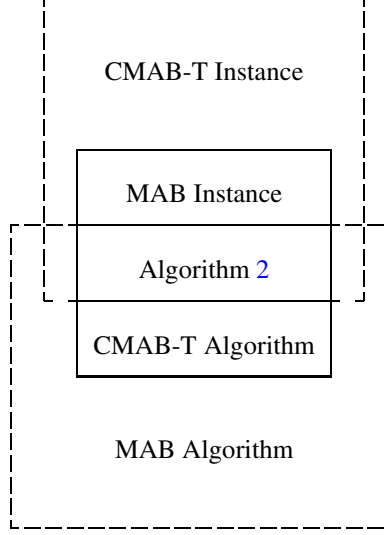 CMAB-T Instance
MAB Instance
Algorithm 2
CMAB-T Algorithm
MAB Algorithm